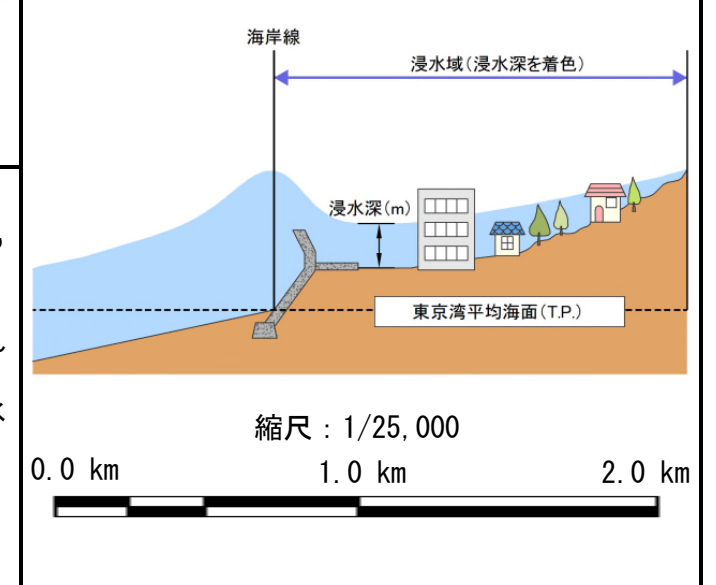 海岸線
浸水域（浸水深を着色）
浸水深（m）
東京湾平均海面（T.P.）
縮尺：1/25,000
0.0 km 1.0 km 2.0 km